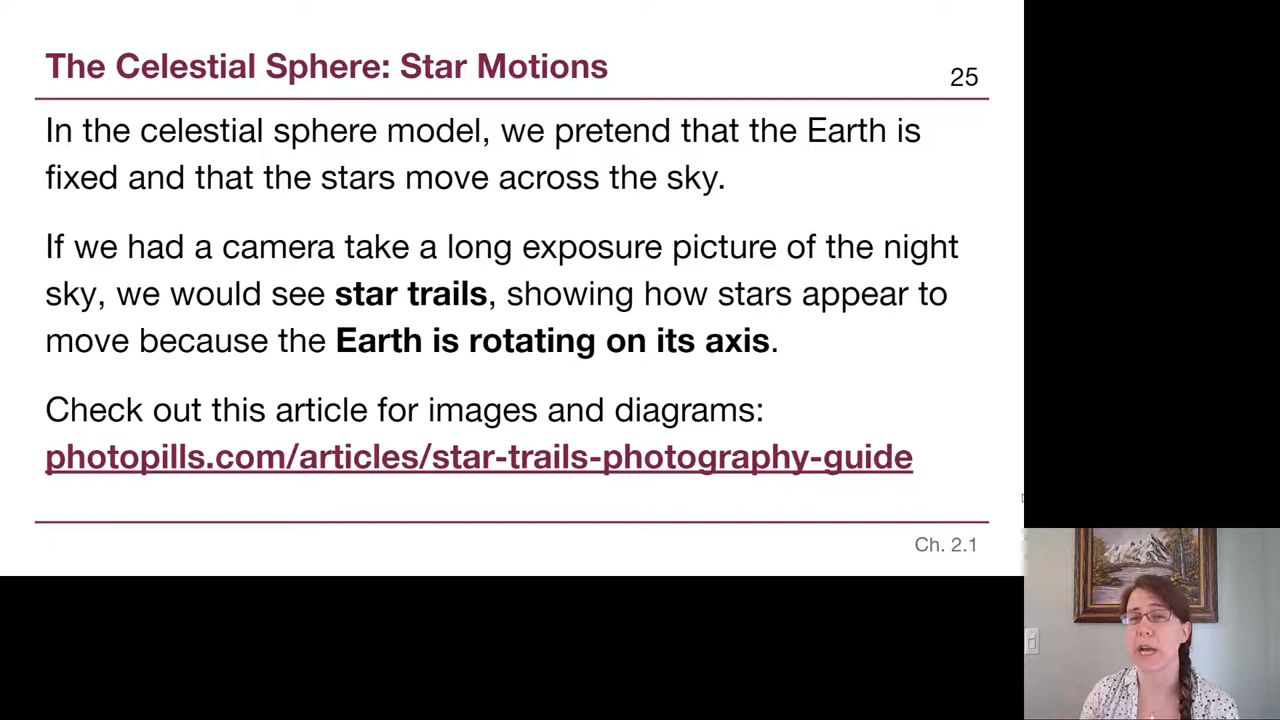 The Celestial Sphere: Star Motions
25
In the celestial sphere model, we pretend that the Earth is
fixed and that the stars move across the sky.
If we had a camera take a long exposure picture of the night
sky, we would see star trails, showing how stars appear to
move because the Earth is rotating on its axis.
Check out this article for images and diagrams:
photopills.com/articles/star-trails-photography-guide
Ch. 2.1